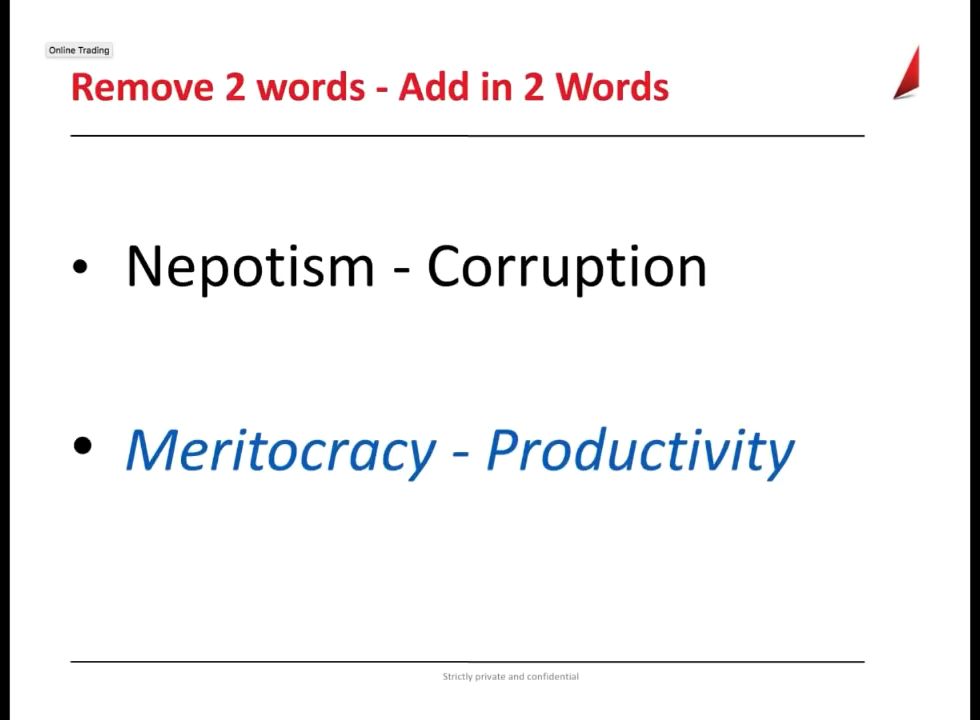 Online Trading
Remove 2 words - Add in 2 Words
• Nepotism - Corruption
• Meritocracy - Productivity
Strictly private and confidential